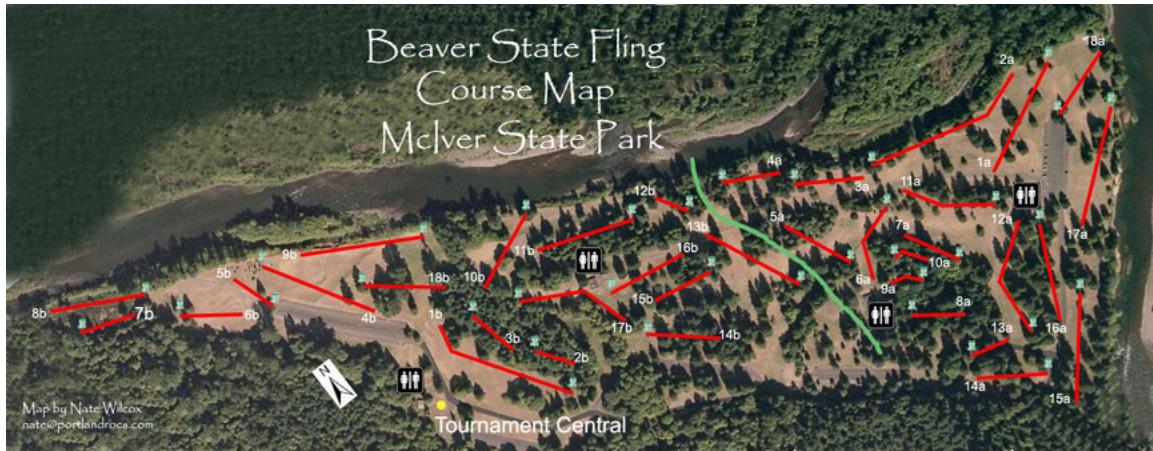 Beaver State Fling
Course Map
McIver State Park
18a
2a
4a
1a
3a
11a
12b
12a
5a
7a
17a
13b
9b
11b
16b
10a
5b
10b
18b
6a
9a
15b
8b
7b
6b
4b
1b
17b
8a
16a
3b
14b
13a
2b
14a
15a
N
Map by Nate Wilcox
nate@portlandrocs.com
Tournament Central